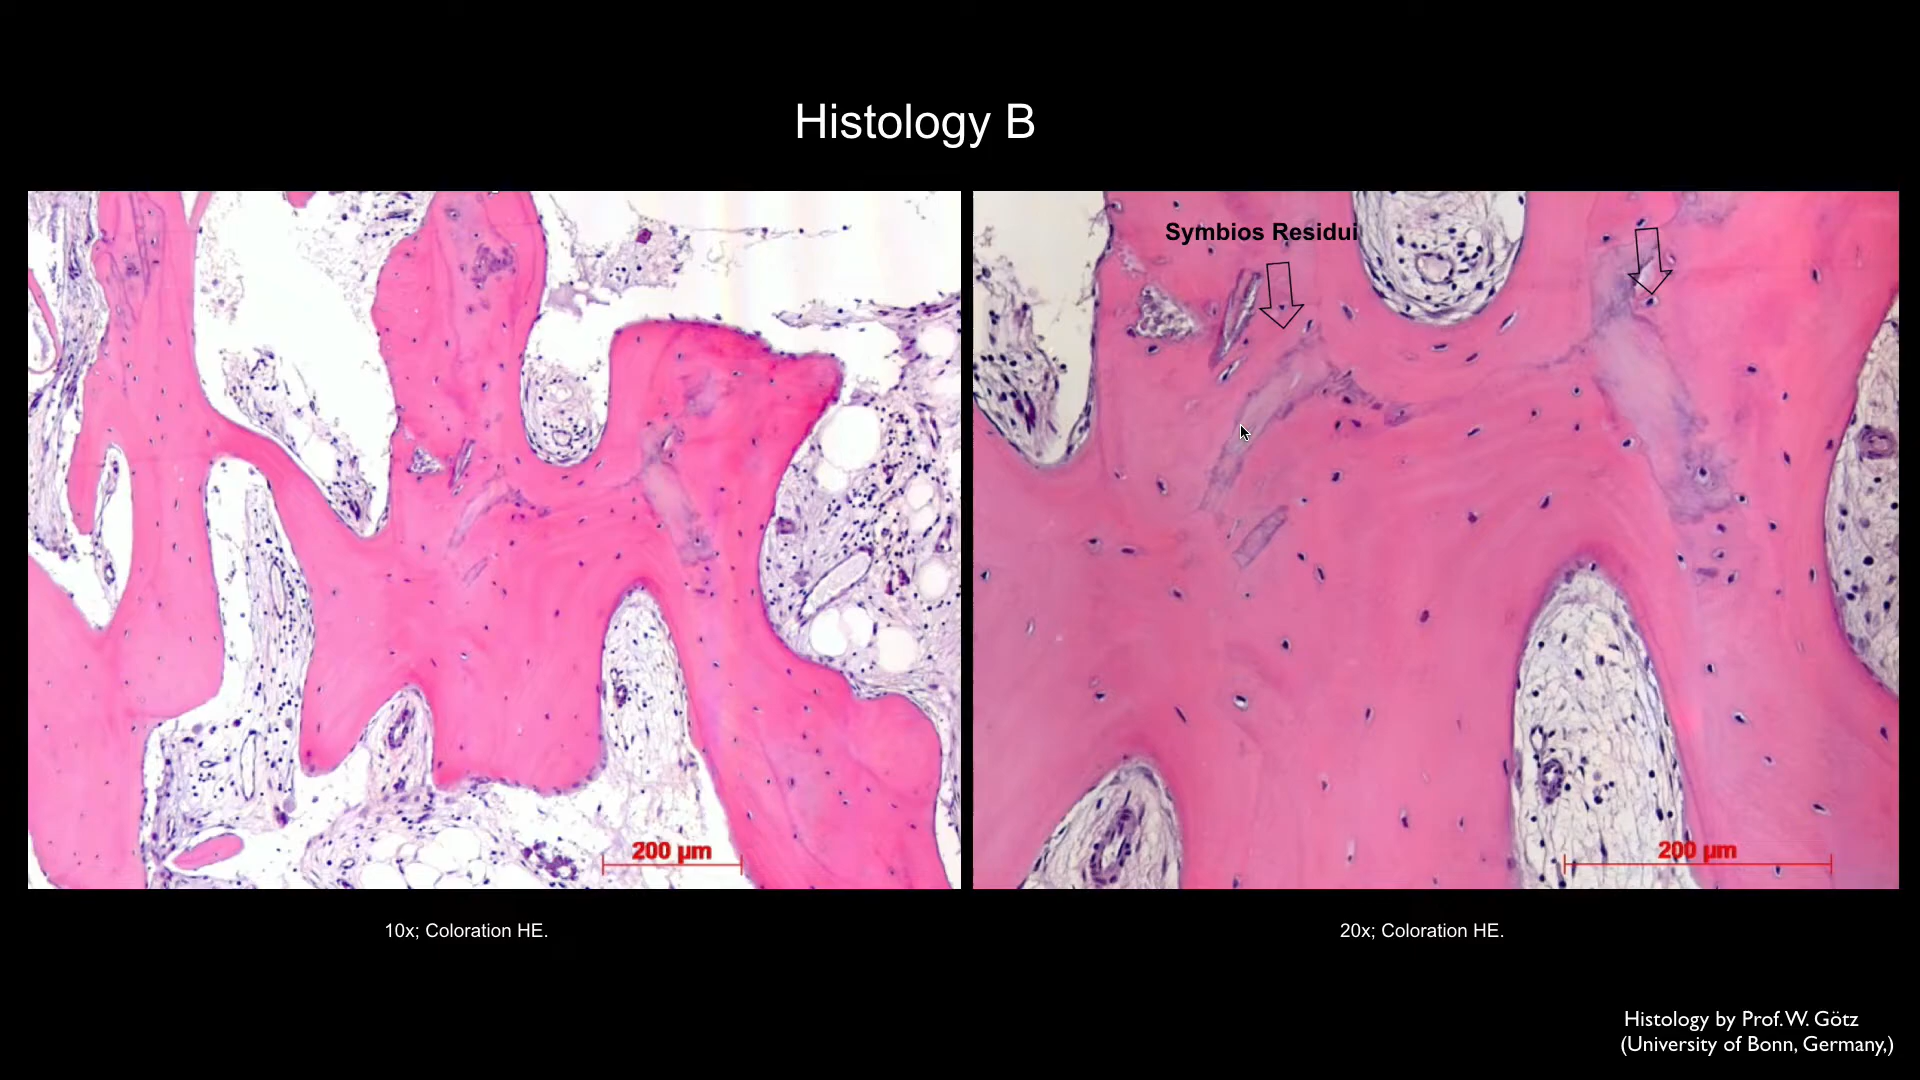 Histology B
Symbios Residui
200 µm
200 µm
10x; Coloration HE.
20x; Coloration HE.
Histology by Prof. W. Götz
(University of Bonn, Germany,)